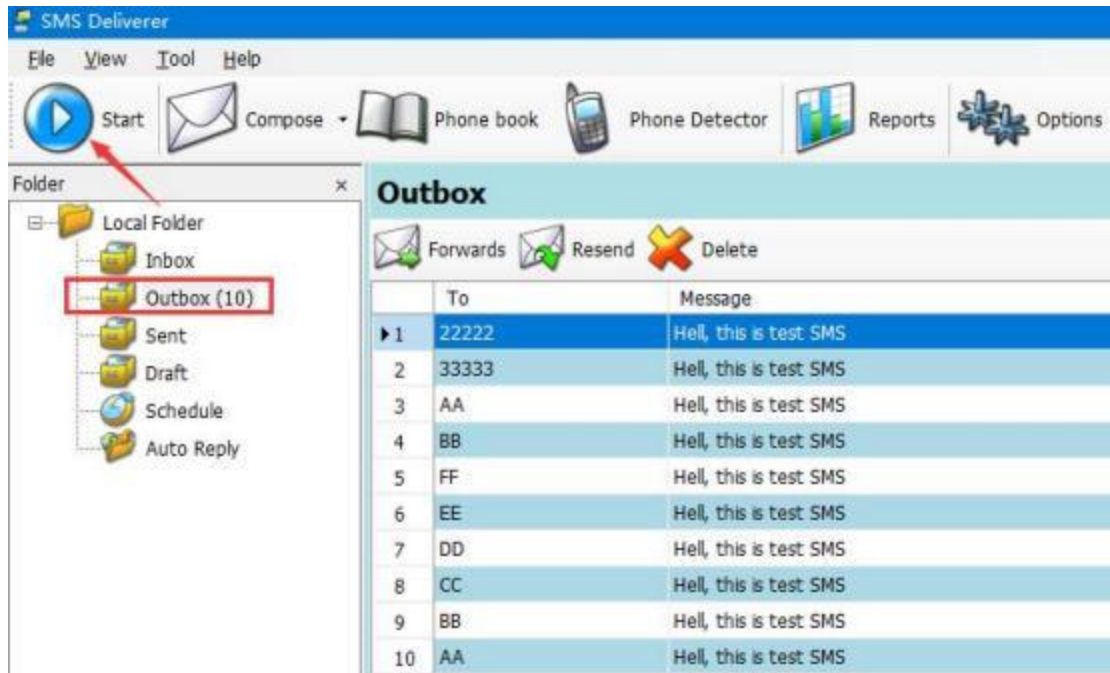 SMS Deliverer
File View Tool Help
Start Compose Phone book Phone Detector Reports Options
Folder
Local Folder
Inbox
Outbox (10)
Sent
Draft
Schedule
Auto Reply
Outbox
Forwards Resend Delete
To Message
1 22222 Hell, this is test SMS
2 33333 Hell, this is test SMS
3 AA Hell, this is test SMS
4 BB Hell, this is test SMS
5 FF Hell, this is test SMS
6 EE Hell, this is test SMS
7 DD Hell, this is test SMS
8 CC Hell, this is test SMS
9 BB Hell, this is test SMS
10 AA Hell, this is test SMS